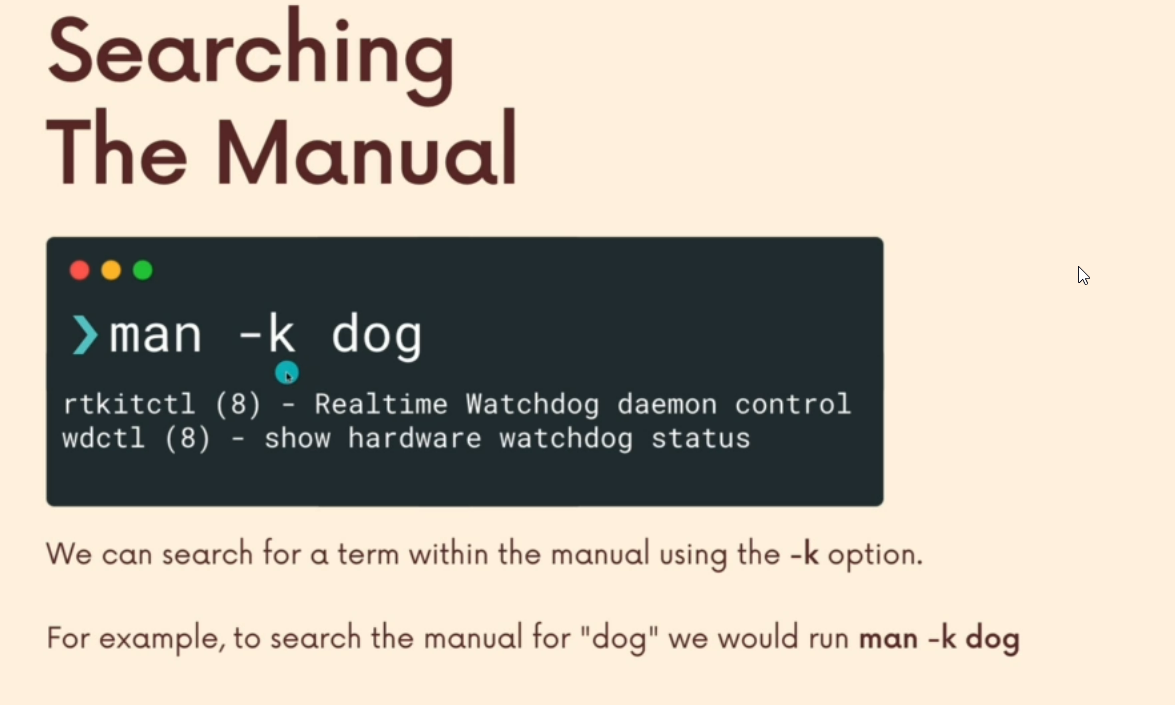 Searching
The Manual
❯man -k dog
rtkitctl (8) - Realtime Watchdog daemon control
wdctl (8) - show hardware watchdog status
We can search for a term within the manual using the -k option.
For example, to search the manual for "dog" we would run man -k dog